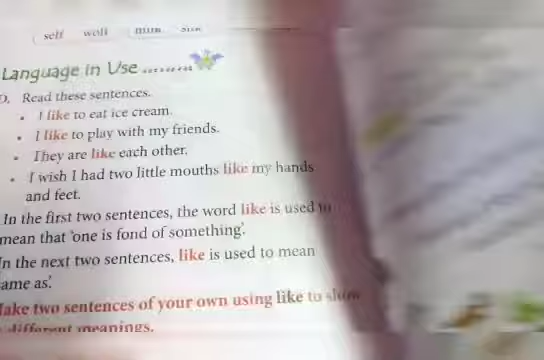 self well mink
Language in Use .........
D. Read these sentences.
• I like to eat ice cream.
• I like to play with my friends.
• They are like each other.
• I wish I had two little mouths like my hands
and feet.
In the first two sentences, the word like is used to
mean that 'one is fond of something'.
In the next two sentences, like is used to mean
same as'.
Make two sentences of your own using like to show
different meanings.